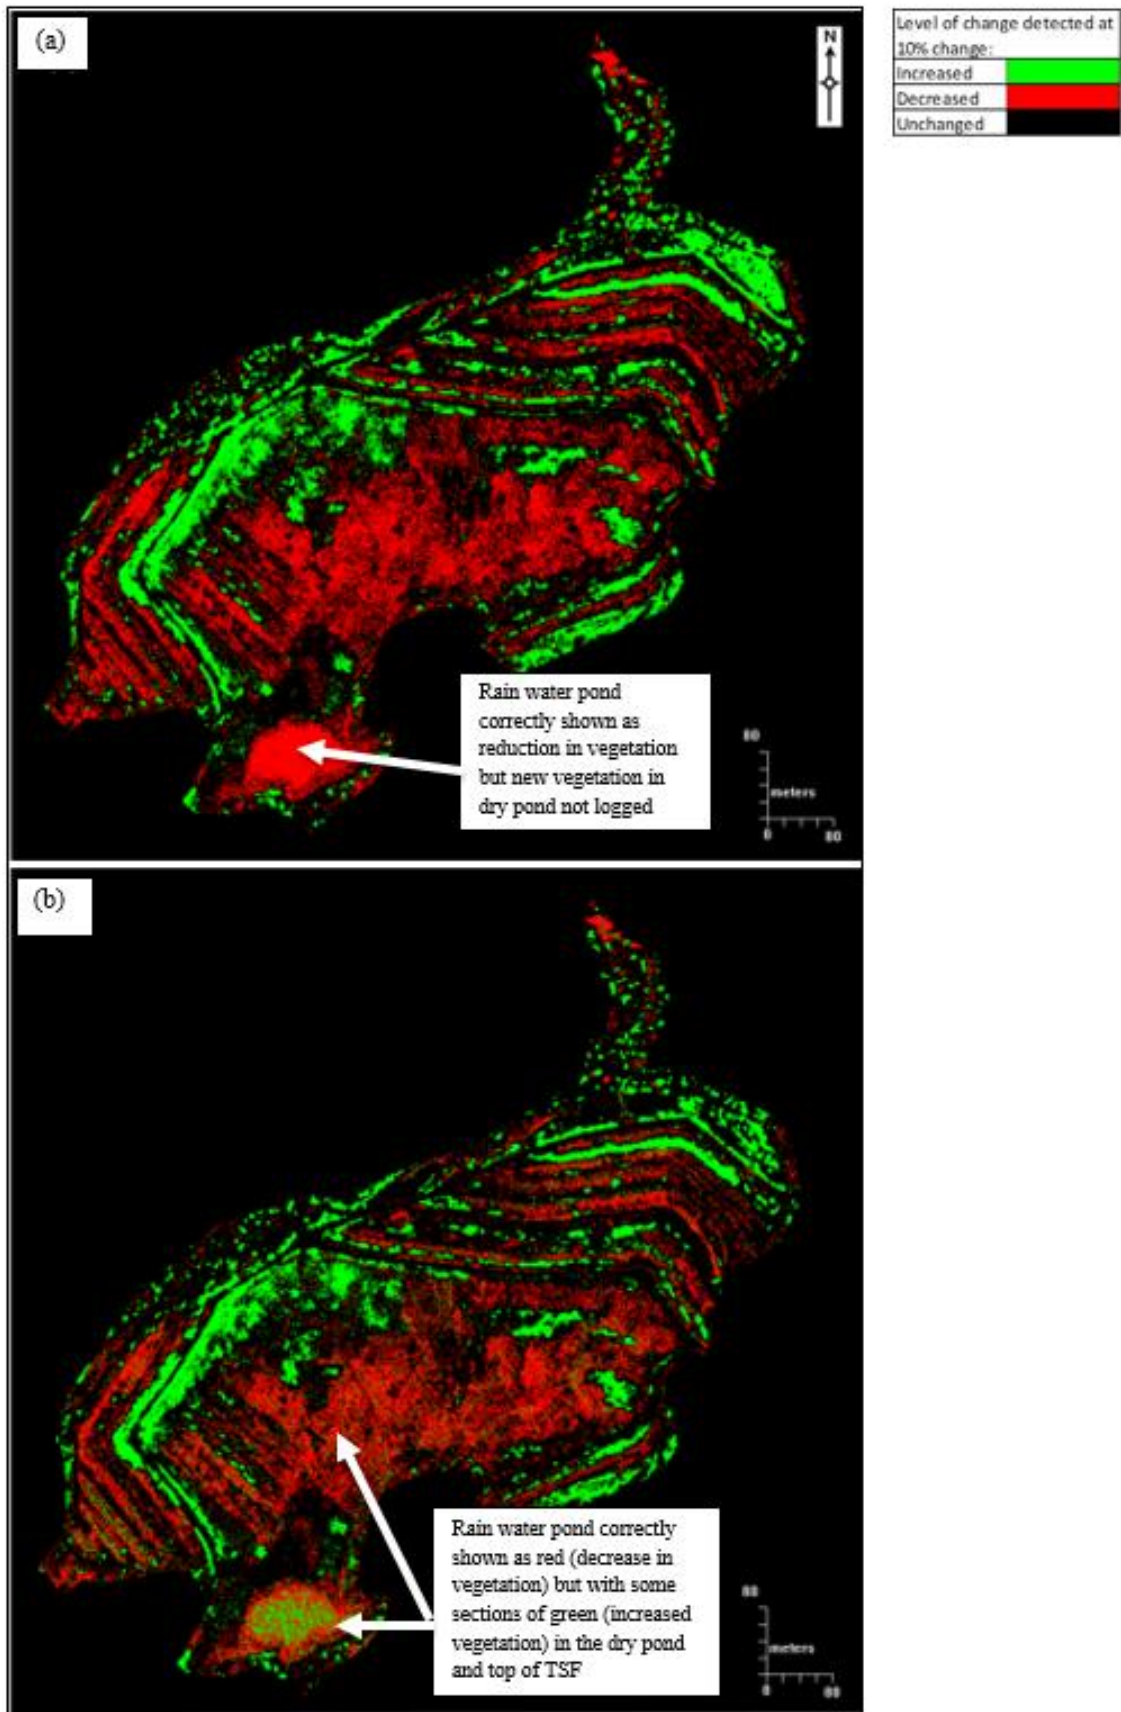 (a)
N
Level of change detected at
10% change:
Increased
Decreased
Unchanged
Rain water pond
correctly shown as
reduction in vegetation
but new vegetation in
dry pond not logged
80
meters
0 80
(b)
Rain water pond correctly
shown as red (decrease in
vegetation) but with some
sections of green (increased
vegetation) in the dry pond
and top of TSF
80
meters
0 80